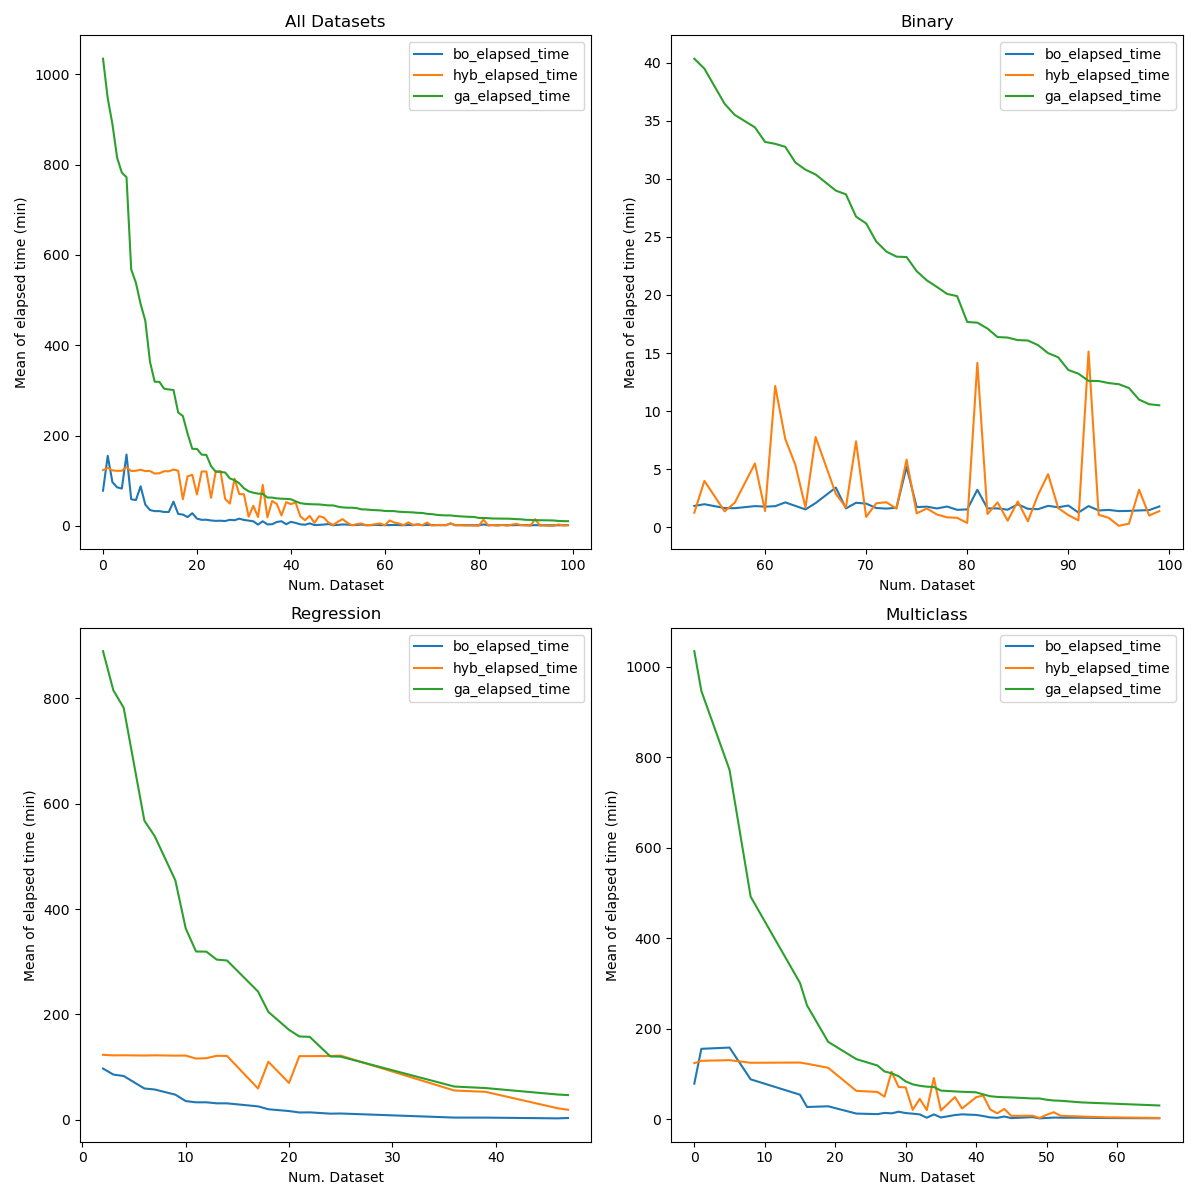 All Datasets
Mean of elapsed time (min)
1000
800
600
400
200
0
0 20 40 60 80 100
Num. Dataset
bo_elapsed_time
hyb_elapsed_time
ga_elapsed_time
Binary
Mean of elapsed time (min)
40
35
30
25
20
15
10
5
0
60 70 80 90 100
Num. Dataset
bo_elapsed_time
hyb_elapsed_time
ga_elapsed_time
Regression
Mean of elapsed time (min)
800
600
400
200
0
0 10 20 30 40
Num. Dataset
bo_elapsed_time
hyb_elapsed_time
ga_elapsed_time
Multiclass
Mean of elapsed time (min)
1000
800
600
400
200
0
0 10 20 30 40 50 60
Num. Dataset
bo_elapsed_time
hyb_elapsed_time
ga_elapsed_time